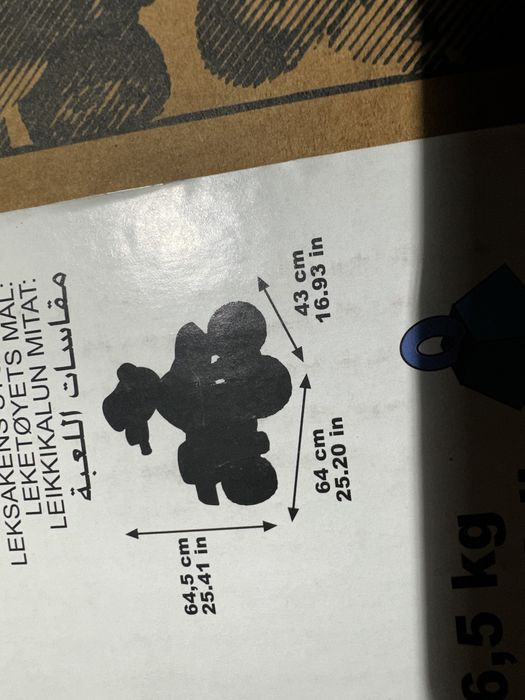 LEKSAKENS
LEKETØYETS MÅL:
LEIKKIKALUN MITAT:
مقاسات اللعبة
64,5 cm
25.41 in
64 cm
25.20 in
43 cm
16.93 in
6,5 kg